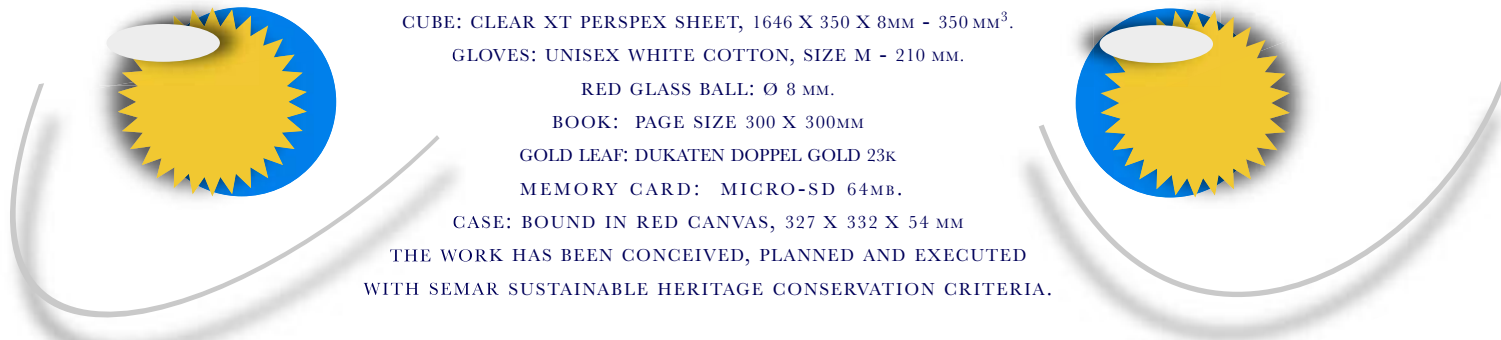 CUBE: CLEAR XT PERSPEX SHEET, 1646 X 350 X 8MM - 350 MM³.
GLOVES: UNISEX WHITE COTTON, SIZE M - 210 MM.
RED GLASS BALL: Ø 8 MM.
BOOK: PAGE SIZE 300 X 300MM
GOLD LEAF: DUKATEN DOPPEL GOLD 23K
MEMORY CARD: MICRO-SD 64MB.
CASE: BOUND IN RED CANVAS, 327 X 332 X 54 MM
THE WORK HAS BEEN CONCEIVED, PLANNED AND EXECUTED
WITH SEMAR SUSTAINABLE HERITAGE CONSERVATION CRITERIA.